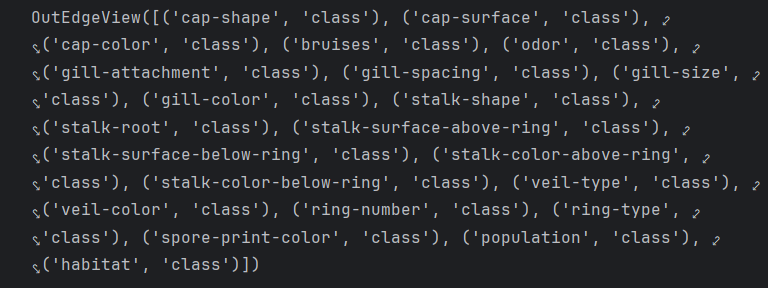 OutEdgeView([('cap-shape', 'class'), ('cap-surface', 'class'),
('cap-color', 'class'), ('bruises', 'class'), ('odor', 'class'),
('gill-attachment', 'class'), ('gill-spacing', 'class'), ('gill-size',
'class'), ('gill-color', 'class'), ('stalk-shape', 'class'),
('stalk-root', 'class'), ('stalk-surface-above-ring', 'class'),
('stalk-surface-below-ring', 'class'), ('stalk-color-above-ring',
'class'), ('stalk-color-below-ring', 'class'), ('veil-type', 'class'),
('veil-color', 'class'), ('ring-number', 'class'), ('ring-type',
'class'), ('spore-print-color', 'class'), ('population', 'class'),
('habitat', 'class')])